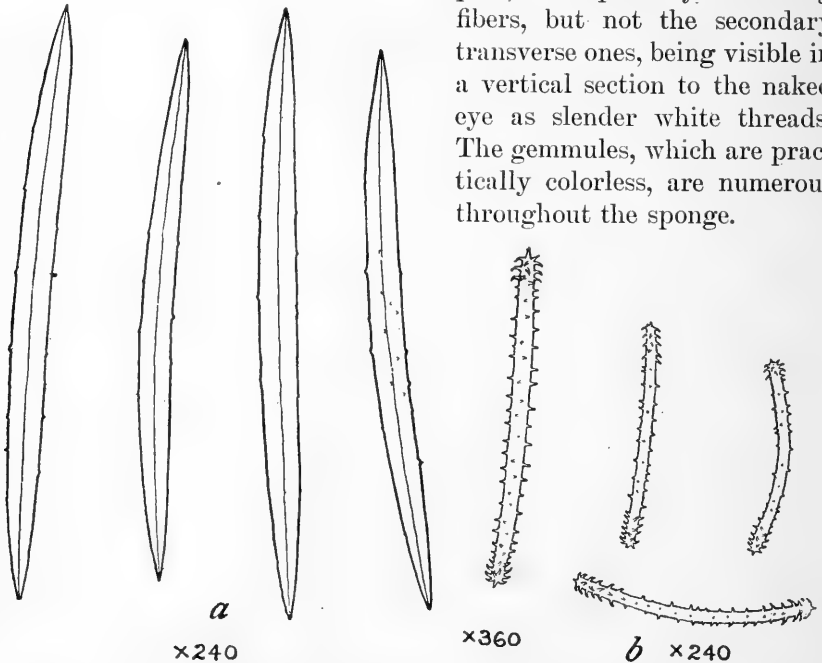 fibers, but not the secondary
transverse ones, being visible in
a vertical section to the naked
eye as slender white threads
The gemmules, which are prac-
tically colorless, are numerou
throughout the sponge.
a
×240
×360
b ×240